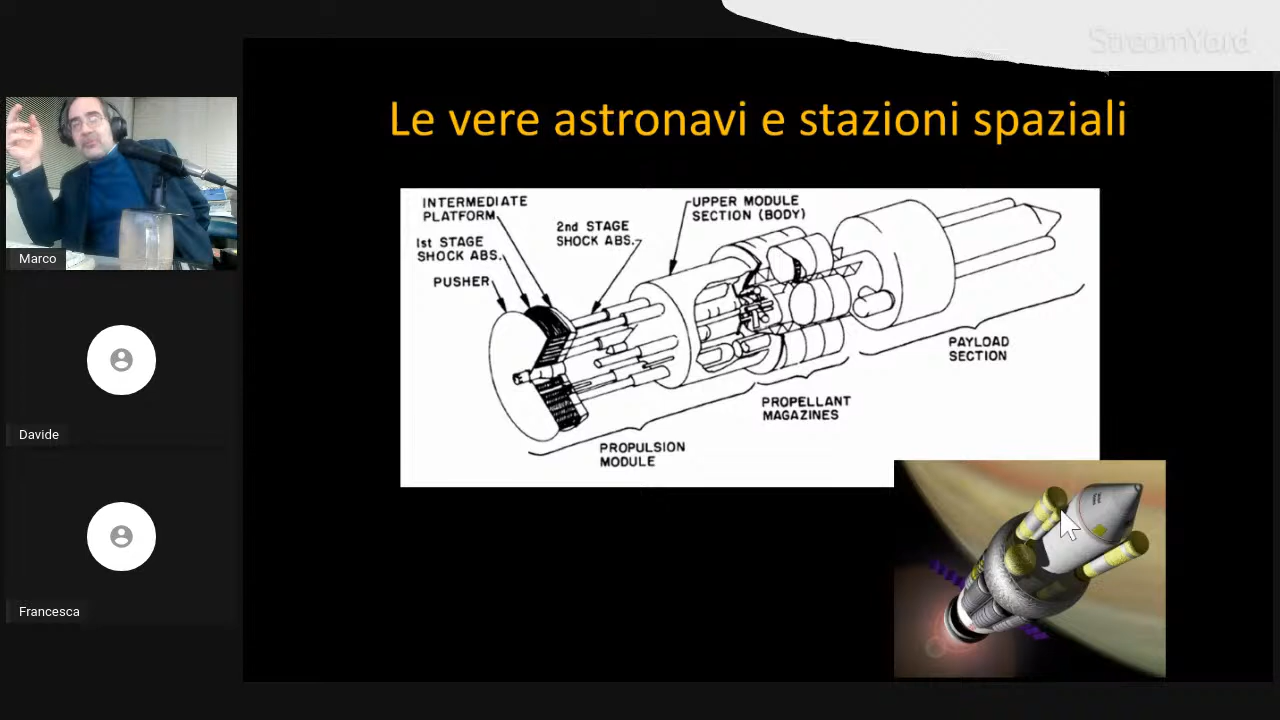 StreamYard
Le vere astronavi e stazioni spaziali
INTERMEDIATE
PLATFORM
1st STAGE
SHOCK ABS.
PUSHER
2nd STAGE
SHOCK ABS.
UPPER MODULE
SECTION (BODY)
PAYLOAD
SECTION
PROPELLANT
MAGAZINES
PROPULSION
MODULE
Marco
Davide
Francesca